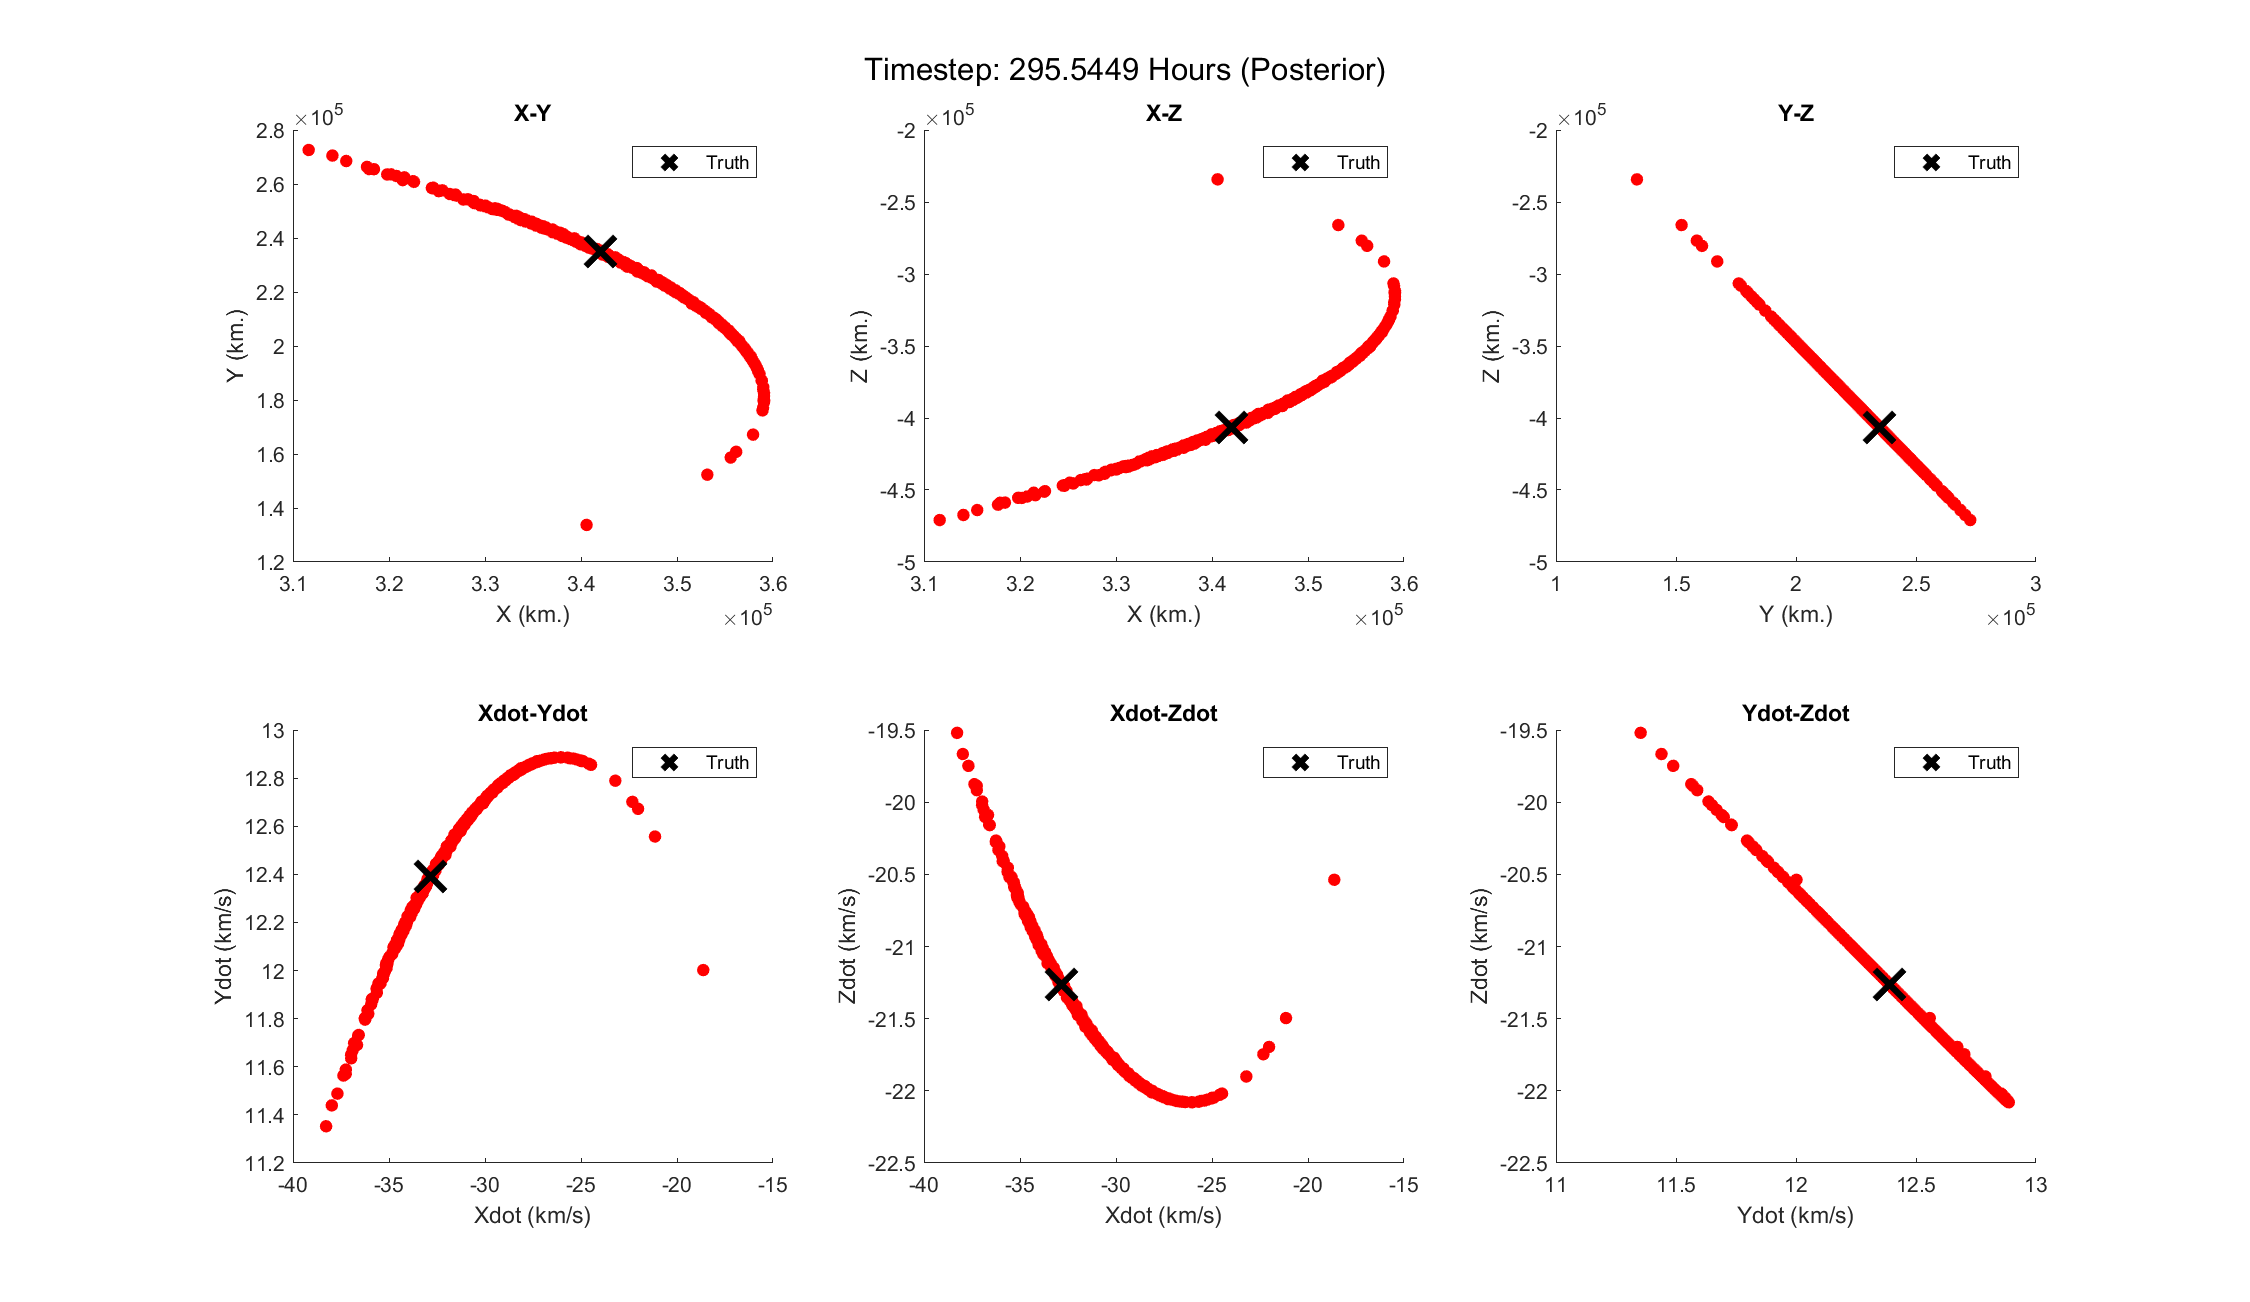 Timestep: 295.5449 Hours (Posterior)
X-Y
×10^5
2.8
2.6
2.4
2.2
2
1.8
1.6
1.4
1.2
Y (km.)
3.1 3.2 3.3 3.4 3.5 3.6
X (km.)
×10^5
Truth
X-Z
×10^5
-2
-2.5
-3
-3.5
-4
-4.5
-5
Z (km.)
3.1 3.2 3.3 3.4 3.5 3.6
X (km.)
×10^5
Truth
Y-Z
×10^5
-2
-2.5
-3
-3.5
-4
-4.5
-5
Z (km.)
1 1.5 2 2.5 3
Y (km.)
×10^5
Truth
Xdot-Ydot
13
12.8
12.6
12.4
12.2
12
11.8
11.6
11.4
11.2
Ydot (km/s)
-40 -35 -30 -25 -20 -15
Xdot (km/s)
Truth
Xdot-Zdot
-19.5
-20
-20.5
-21
-21.5
-22
-22.5
Zdot (km/s)
-40 -35 -30 -25 -20 -15
Xdot (km/s)
Truth
Ydot-Zdot
-19.5
-20
-20.5
-21
-21.5
-22
-22.5
Zdot (km/s)
11 11.5 12 12.5 13
Ydot (km/s)
Truth